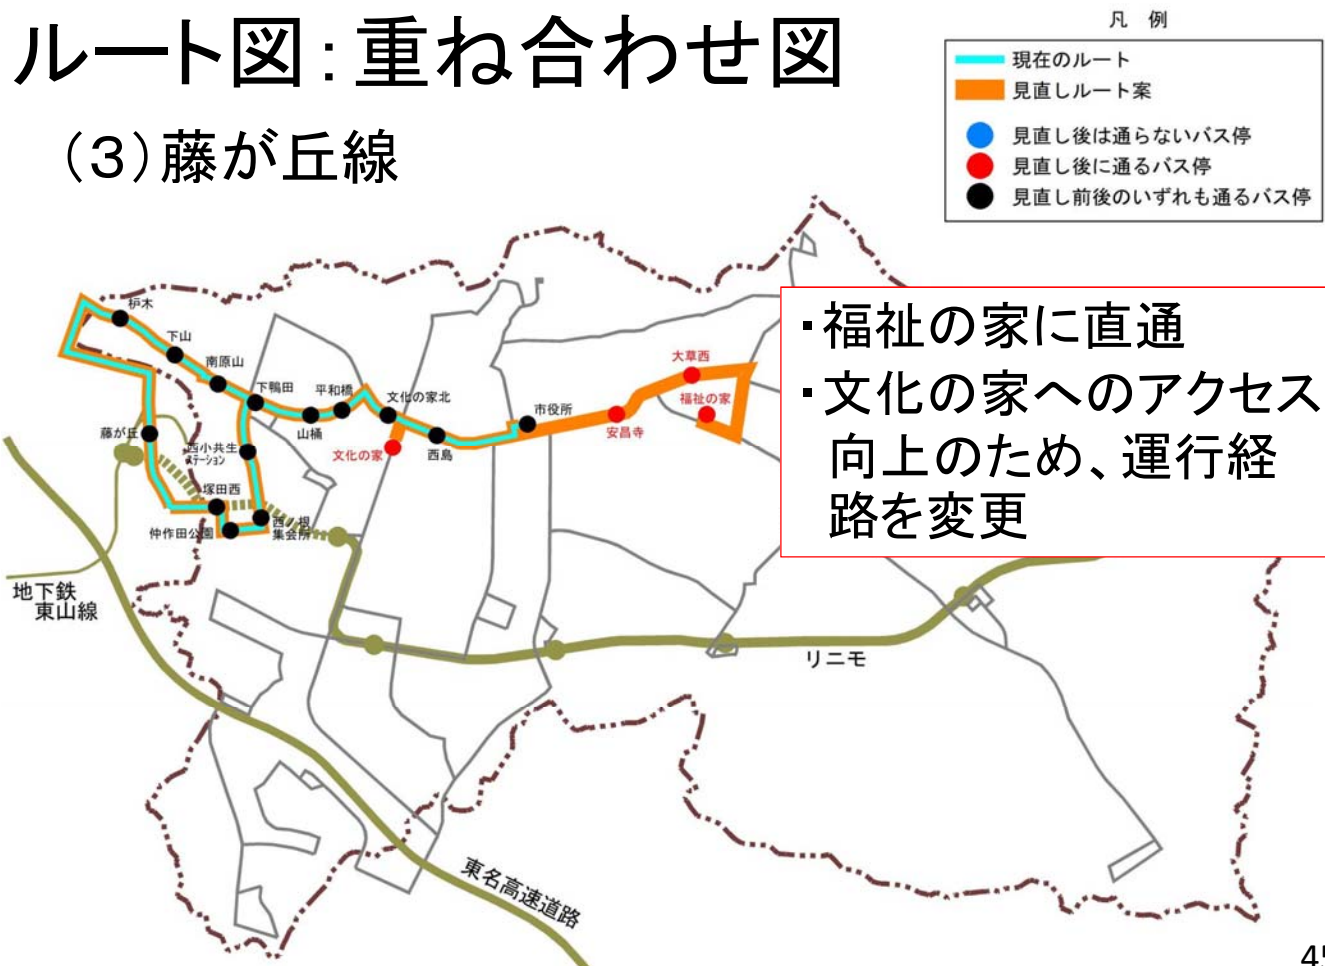 ルート図：重ね合わせ図
（3）藤が丘線
凡 例
現在のルート
見直しルート案
見直し後は通らないバス停
見直し後に通るバス停
見直し前後のいずれも通るバス停
・福祉の家に直通
・文化の家へのアクセス
向上のため、運行経
路を変更
枦木
下山
南原山
下鴨田
平和橋
文化の家北
山桶
文化の家
西島
市役所
安昌寺
大草西
福祉の家
藤が丘
西小共生
ステーション
塚田西
仲作田公園
西ノ根
集会所
地下鉄
東山線
リニモ
東名高速道路